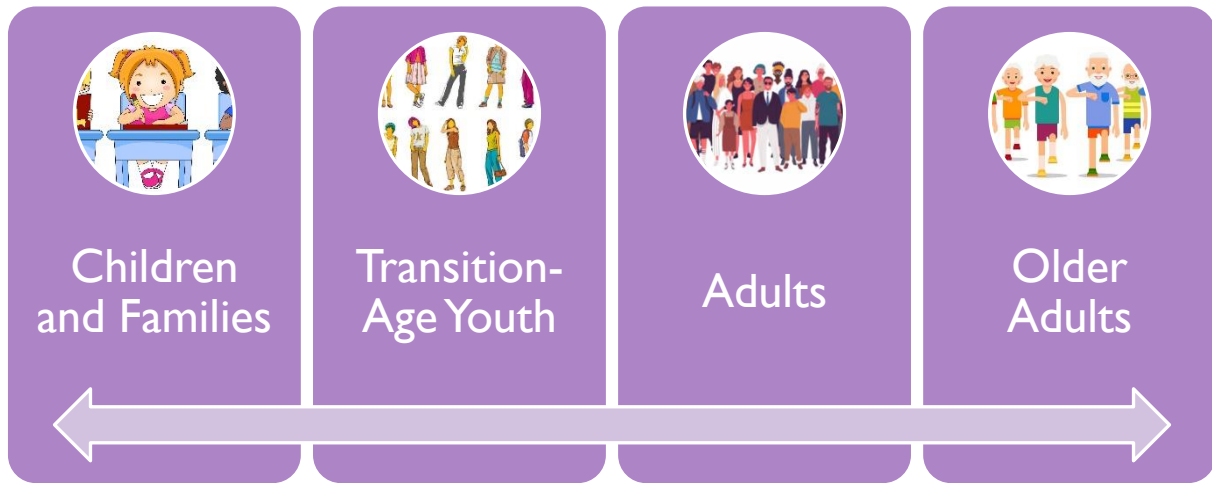 Children
and Families
Transition-
Age Youth
Adults
Older
Adults